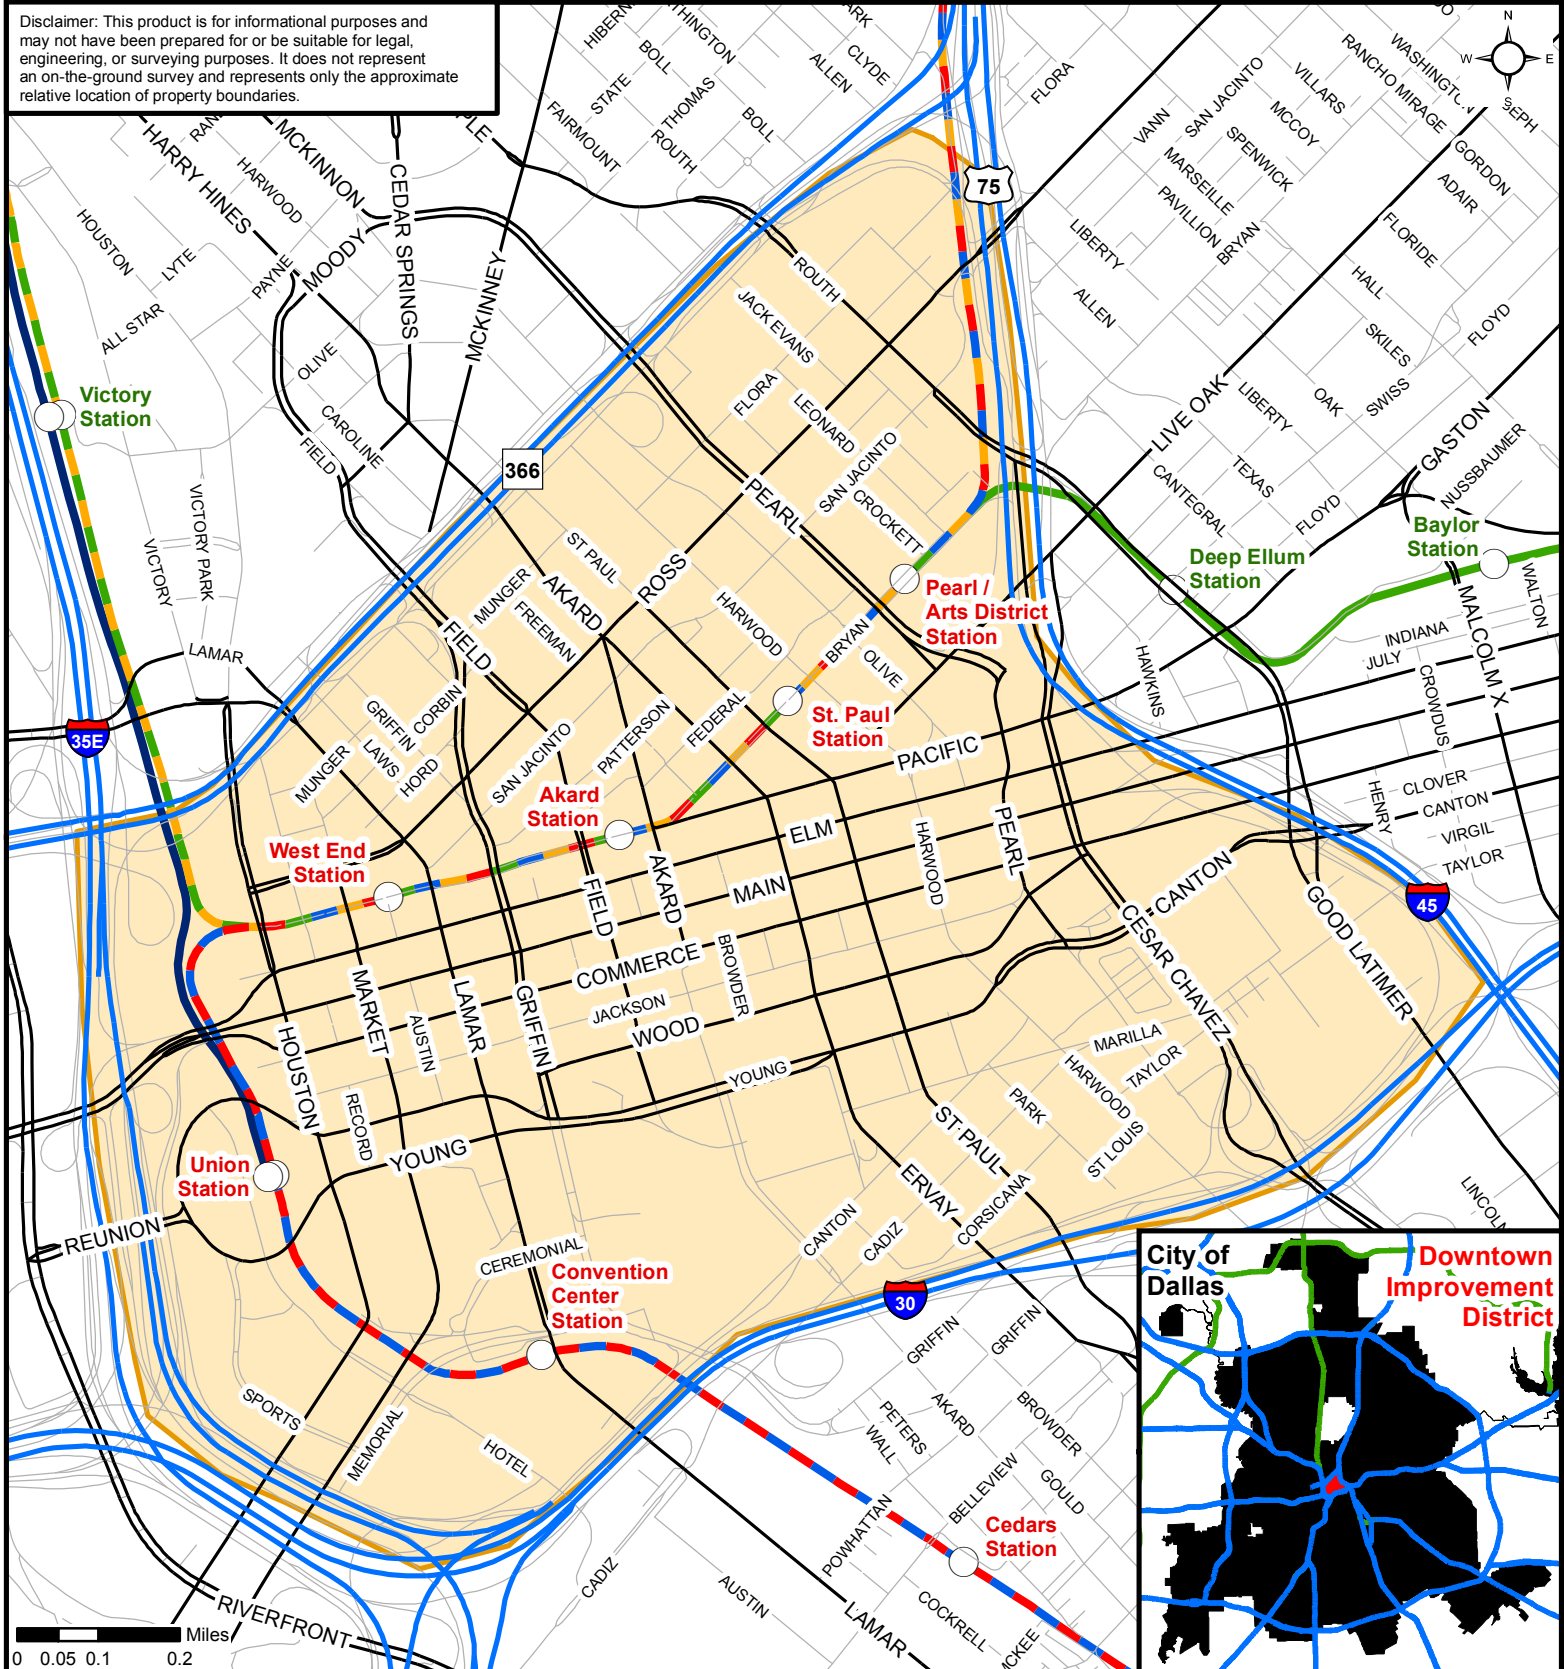 Disclaimer: This product is for informational purposes and
may not have been prepared for or be suitable for legal,
engineering, or surveying purposes. It does not represent
an on-the-ground survey and represents only the approximate
relative location of property boundaries.
N
W
E
S
ALLEN
CLYDE
BOLL
STATE
THOMAS
BOLL
FAIRMOUNT
ROUTH
FLORA
VANN
SAN JACINTO
VILLARS
RANCHO MIRAGE
MCCOY
SPENWICK
MARSEILLE
PAVILLION
BRYAN
GORDON
ADAIR
FLORIDE
LIBERTY
HALL
ALLEN
SKILES
FLOYD
SWISS
OAK
LIBERTY
LIVE OAK
GASTON
NUSSBAUMER
TEXAS
CANTEGRAL
FLOYD
HARRY HINES
HARWOOD
MCKINNON
CEDAR SPRINGS
MOODY
MCKINNEY
HOUSTON
LYTE
PAYNE
ALL STAR
OLIVE
CAROLINE
FIELD
75
ROUTH
JACK EVANS
FLORA
LEONARD
SAN JACINTO
CROCKETT
PEARL
366
Victory
Station
VICTORY PARK
VICTORY
Baylor
Station
Deep Ellum
Station
WALTON
MALCOLM X
INDIANA
JULY
CROWDUS
HAWKINS
ST PAUL
MUNGER
AKARD
ROSS
FREEMAN
FIELD
HARWOOD
Pearl /
Arts District
Station
BRYAN
OLIVE
LAMAR
CORBIN
GRIFFIN
LAWS
HORD
MUNGER
SAN JACINTO
PATTERSON
FEDERAL
St. Paul
Station
PACIFIC
35E
Akard
Station
West End
Station
ELM
MAIN
AKARD
FIELD
HARWOOD
PEARL
HENRY
CLOVER
CANTON
VIRGIL
TAYLOR
CANTON
45
GOOD LATIMER
CESAR CHAVEZ
COMMERCE
BROWDER
JACKSON
WOOD
MARKET
LAMAR
GRIFFIN
AUSTIN
HOUSTON
RECORD
YOUNG
YOUNG
MARILLA
TAYLOR
HARWOOD
PARK
ST LOUIS
ST. PAUL
ERVAY
CORSICANA
CANTON
CADIZ
Union
Station
REUNION
CEREMONIAL
Convention
Center
Station
30
GRIFFIN
GRIFFIN
AKARD
BROWDER
PETERS
WALL
BELLEVIEW
GOULD
POWHATTAN
Cedars
Station
COCKRELL
LAMAR
AUSTIN
CADIZ
SPORTS
MEMORIAL
HOTEL
RIVERFRONT
Miles
0 0.05 0.1 0.2
City of
Dallas
Downtown
Improvement
District